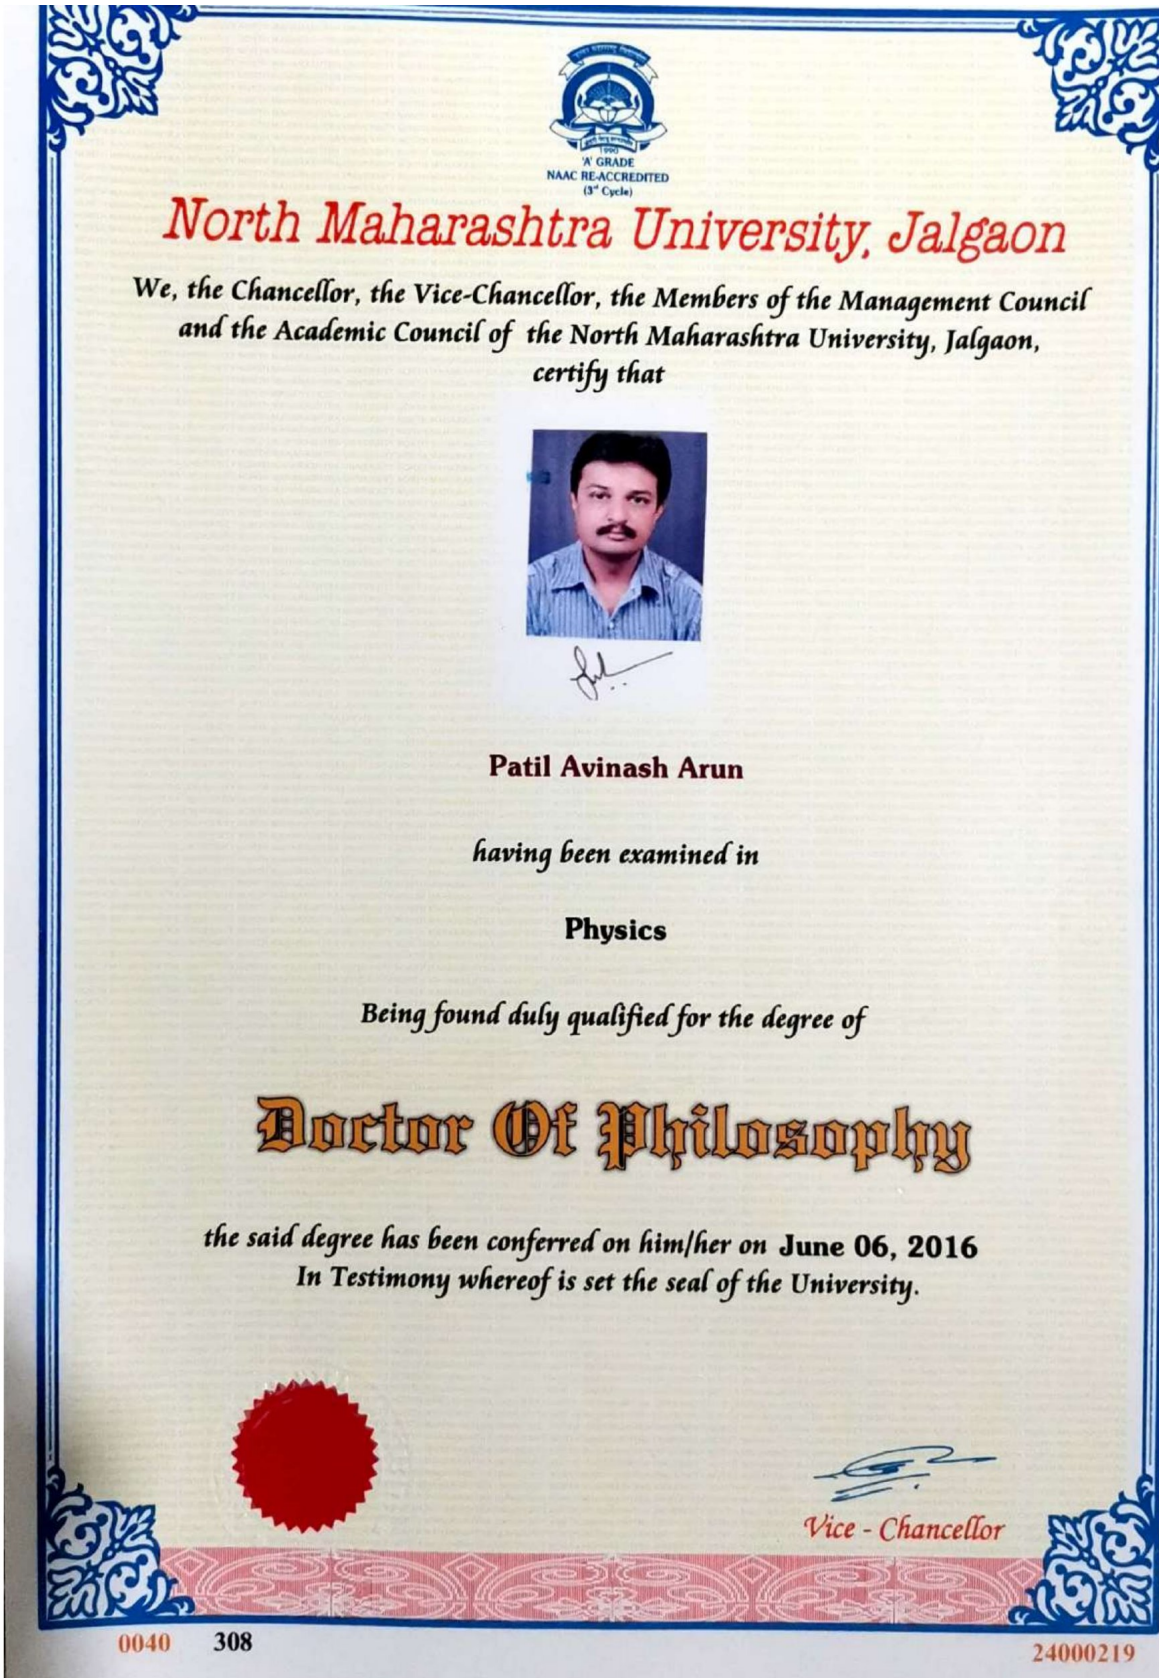 1990
'A' GRADE
NAAC RE-ACCREDITED
(3rd Cycle)
North Maharashtra University, Jalgaon
We, the Chancellor, the Vice-Chancellor, the Members of the Management Council
and the Academic Council of the North Maharashtra University, Jalgaon,
certify that
Patil Avinash Arun
having been examined in
Physics
Being found duly qualified for the degree of
Doctor Of Philosophy
the said degree has been conferred on him/her on June 06, 2016
In Testimony whereof is set the seal of the University.
Vice - Chancellor
0040 308
24000219